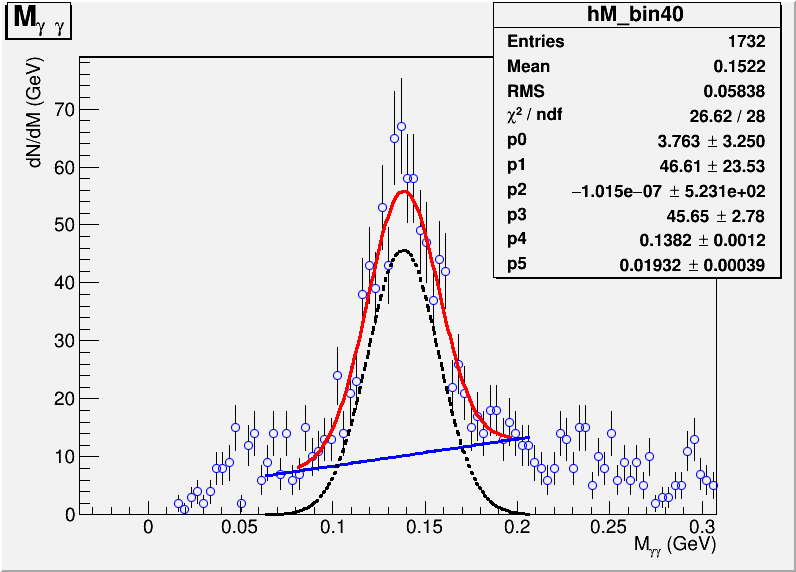 Mγ γ
hM_bin40
Entries 1732
Mean 0.1522
RMS 0.05838
χ² / ndf 26.62 / 28
p0 3.763 ± 3.250
p1 46.61 ± 23.53
p2 −1.015e−07 ± 5.231e+02
p3 45.65 ± 2.78
p4 0.1382 ± 0.0012
p5 0.01932 ± 0.00039
dN/dM (GeV)
70
60
50
40
30
20
10
0
0 0.05 0.1 0.15 0.2 0.25 0.3
Mγγ (GeV)